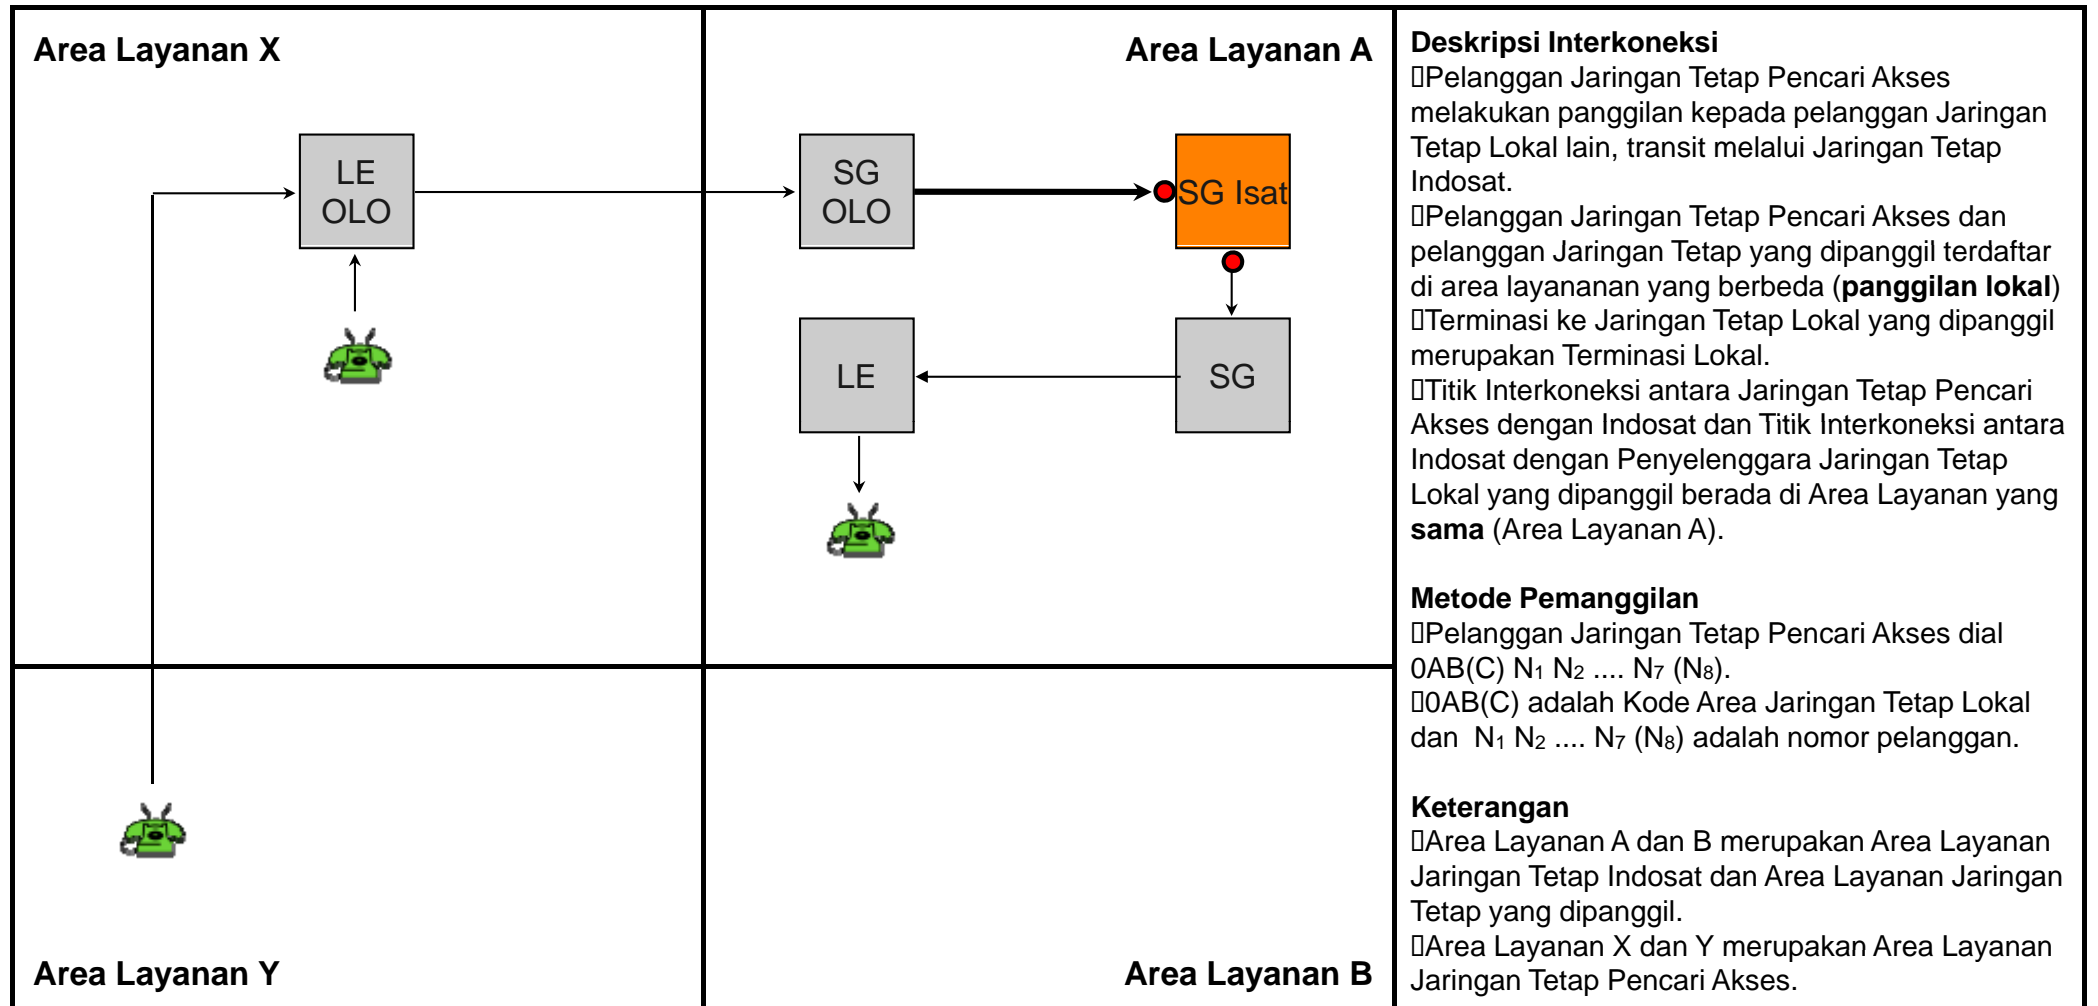 Area Layanan X
Area Layanan A
LE
OLO
SG
OLO
SG Isat
LE
SG
Area Layanan Y
Area Layanan B
Deskripsi Interkoneksi
Pelanggan Jaringan Tetap Pencari Akses
melakukan panggilan kepada pelanggan Jaringan
Tetap Lokal lain, transit melalui Jaringan Tetap
Indosat.
Pelanggan Jaringan Tetap Pencari Akses dan
pelanggan Jaringan Tetap yang dipanggil terdaftar
di area layananan yang berbeda (panggilan lokal)
Terminasi ke Jaringan Tetap Lokal yang dipanggil
merupakan Terminasi Lokal.
Titik Interkoneksi antara Jaringan Tetap Pencari
Akses dengan Indosat dan Titik Interkoneksi antara
Indosat dengan Penyelenggara Jaringan Tetap
Lokal yang dipanggil berada di Area Layanan yang
sama (Area Layanan A).
Metode Pemanggilan
Pelanggan Jaringan Tetap Pencari Akses dial
0AB(C) N₁ N₂ .... N₇ (N₈).
0AB(C) adalah Kode Area Jaringan Tetap Lokal
dan N₁ N₂ .... N₇ (N₈) adalah nomor pelanggan.
Keterangan
Area Layanan A dan B merupakan Area Layanan
Jaringan Tetap Indosat dan Area Layanan Jaringan
Tetap yang dipanggil.
Area Layanan X dan Y merupakan Area Layanan
Jaringan Tetap Pencari Akses.